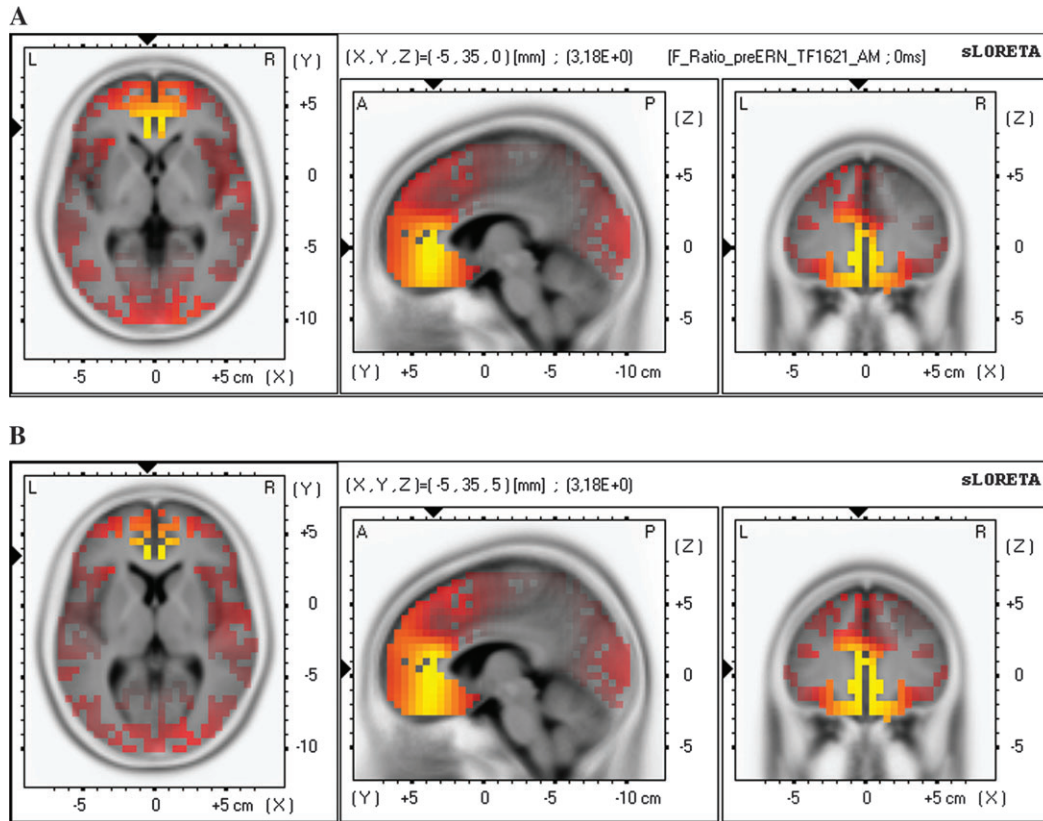 A
(X,Y,Z)=(-5,35,0)[mm] ; (3,18E+0) [F_Ratio_preERN_TF1621_AM ; 0ms] sLORETA
L R (Y)
+5
0
-5
-10
-5 0 +5 cm (X)
A P (Z)
+5
0
-5
(Y) +5 0 -5 -10 cm
L R (Z)
+5
0
-5
-5 0 +5 cm (X)
B
(X,Y,Z)=(-5,35,5)[mm] ; (3,18E+0) sLORETA
L R (Y)
+5
0
-5
-10
-5 0 +5 cm (X)
A P (Z)
+5
0
-5
(Y) +5 0 -5 -10 cm
L R (Z)
+5
0
-5
-5 0 +5 cm (X)